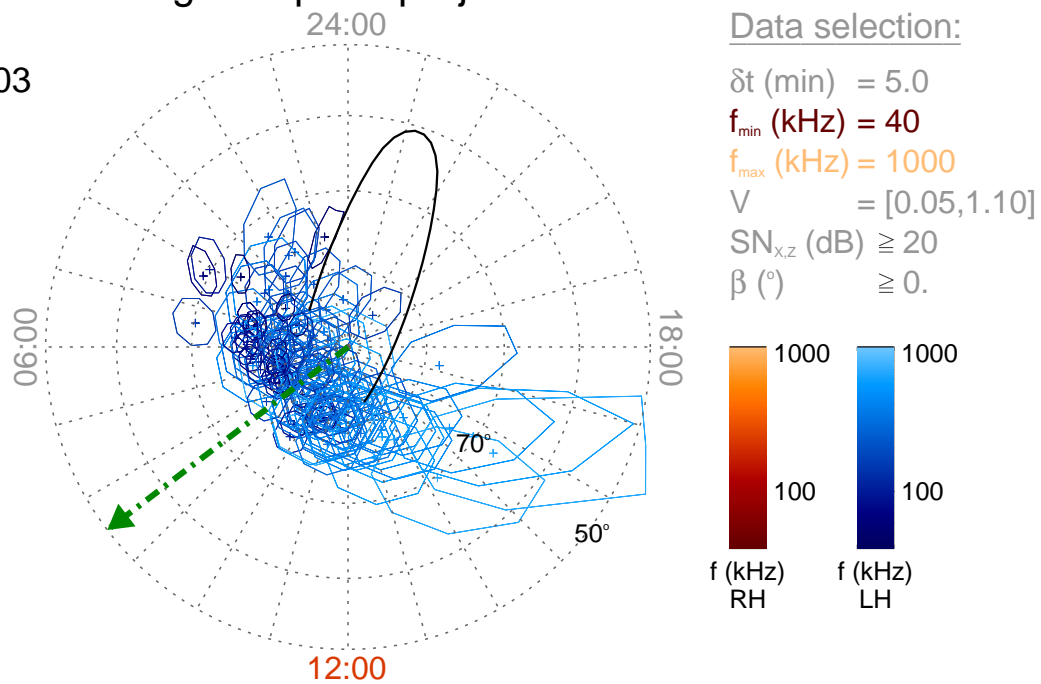 24:00
03
06:00
18:00
70°
50°
12:00
Data selection:
δt (min) = 5.0
fmin (kHz) = 40
fmax (kHz) = 1000
V = [0.05,1.10]
SNX,Z (dB) ≧ 20
β (°) ≧ 0.
1000
1000
100
100
f (kHz)
RH
f (kHz)
LH